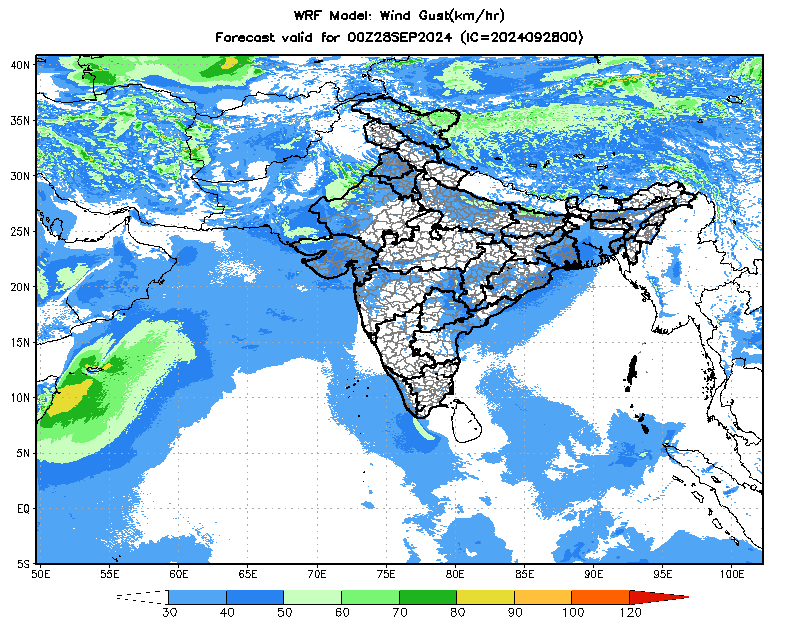 WRF Model: Wind Gust(km/hr)
Forecast valid for 00Z28SEP2024 (IC=2024092800)
40N
35N
30N
25N
20N
15N
10N
5N
EQ
5S
50E 55E 60E 65E 70E 75E 80E 85E 90E 95E 100E
30 40 50 60 70 80 90 100 120